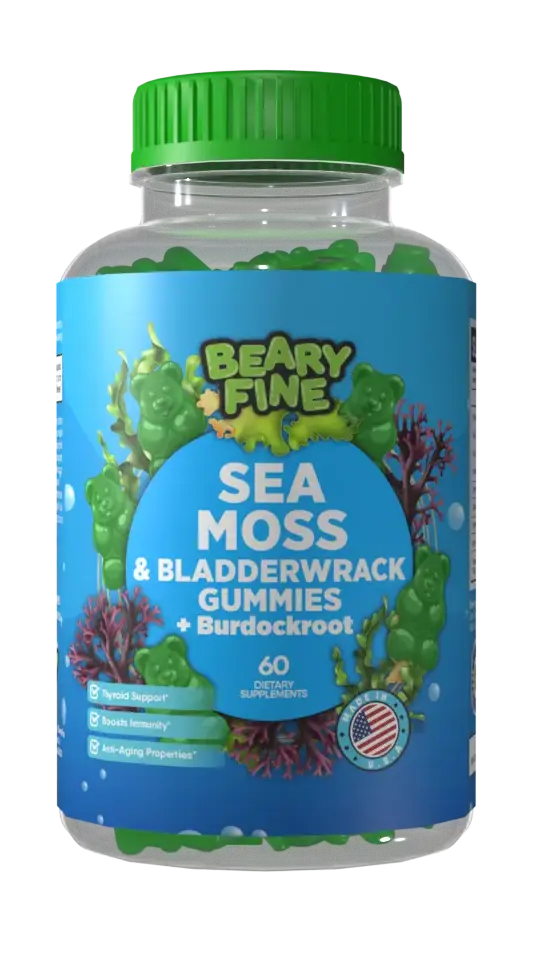 BEARY
FINE
SEA
MOSS
& BLADDERWRACK
GUMMIES
+ Burdockroot
60
DIETARY
SUPPLEMENTS
Thyroid Support*
Boosts Immunity*
Anti-Aging Properties*
MADE IN
U.S.A